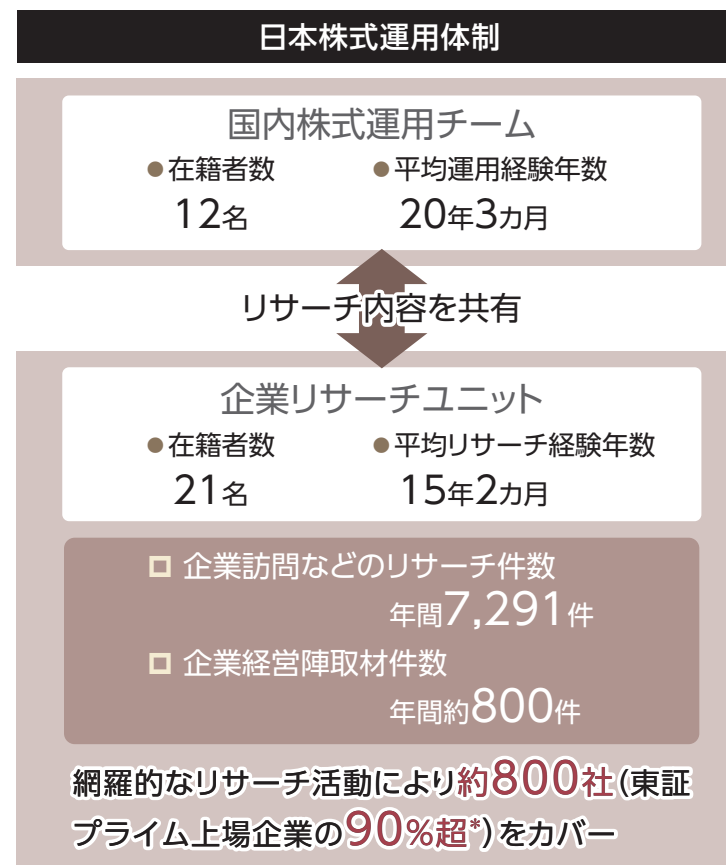 日本株式運用体制
国内株式運用チーム
●在籍者数 ●平均運用経験年数
12名 20年3カ月
リサーチ内容を共有
企業リサーチユニット
●在籍者数 ●平均リサーチ経験年数
21名 15年2カ月
企業訪問などのリサーチ件数
年間7,291件
企業経営陣取材件数
年間約800件
網羅的なリサーチ活動により約800社(東証
プライム上場企業の90%超*)をカバー